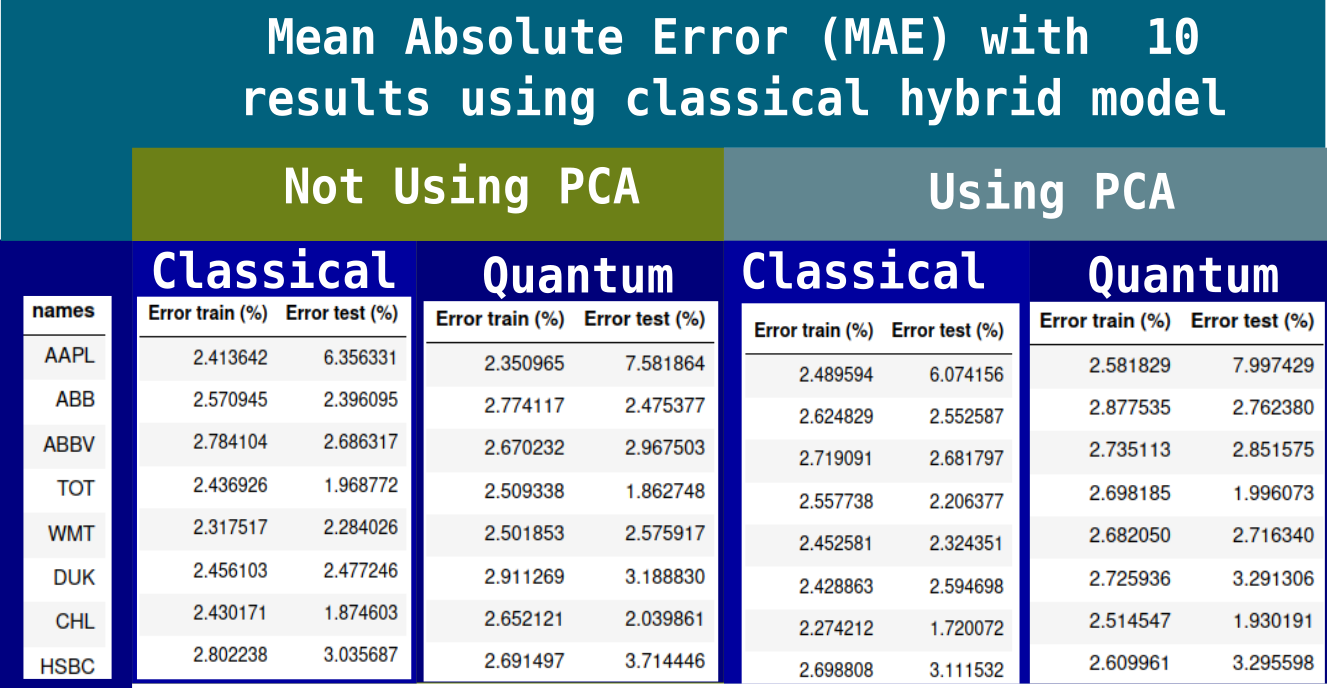 Mean Absolute Error (MAE) with 10
results using classical hybrid model
Not Using PCA Using PCA
Classical Quantum Classical Quantum
names Error train (%) Error test (%) Error train (%) Error test (%) Error train (%) Error test (%) Error train (%) Error test (%)
AAPL 2.413642 6.356331 2.350965 7.581864 2.489594 6.074156 2.581829 7.997429
ABB 2.570945 2.396095 2.774117 2.475377 2.624829 2.552587 2.877535 2.762380
ABBV 2.784104 2.686317 2.670232 2.967503 2.719091 2.681797 2.735113 2.851575
TOT 2.436926 1.968772 2.509338 1.862748 2.557738 2.206377 2.698185 1.996073
WMT 2.317517 2.284026 2.501853 2.575917 2.452581 2.324351 2.682050 2.716340
DUK 2.456103 2.477246 2.911269 3.188830 2.428863 2.594698 2.725936 3.291306
CHL 2.430171 1.874603 2.652121 2.039861 2.274212 1.720072 2.514547 1.930191
HSBC 2.802238 3.035687 2.691497 3.714446 2.698808 3.111532 2.609961 3.295598